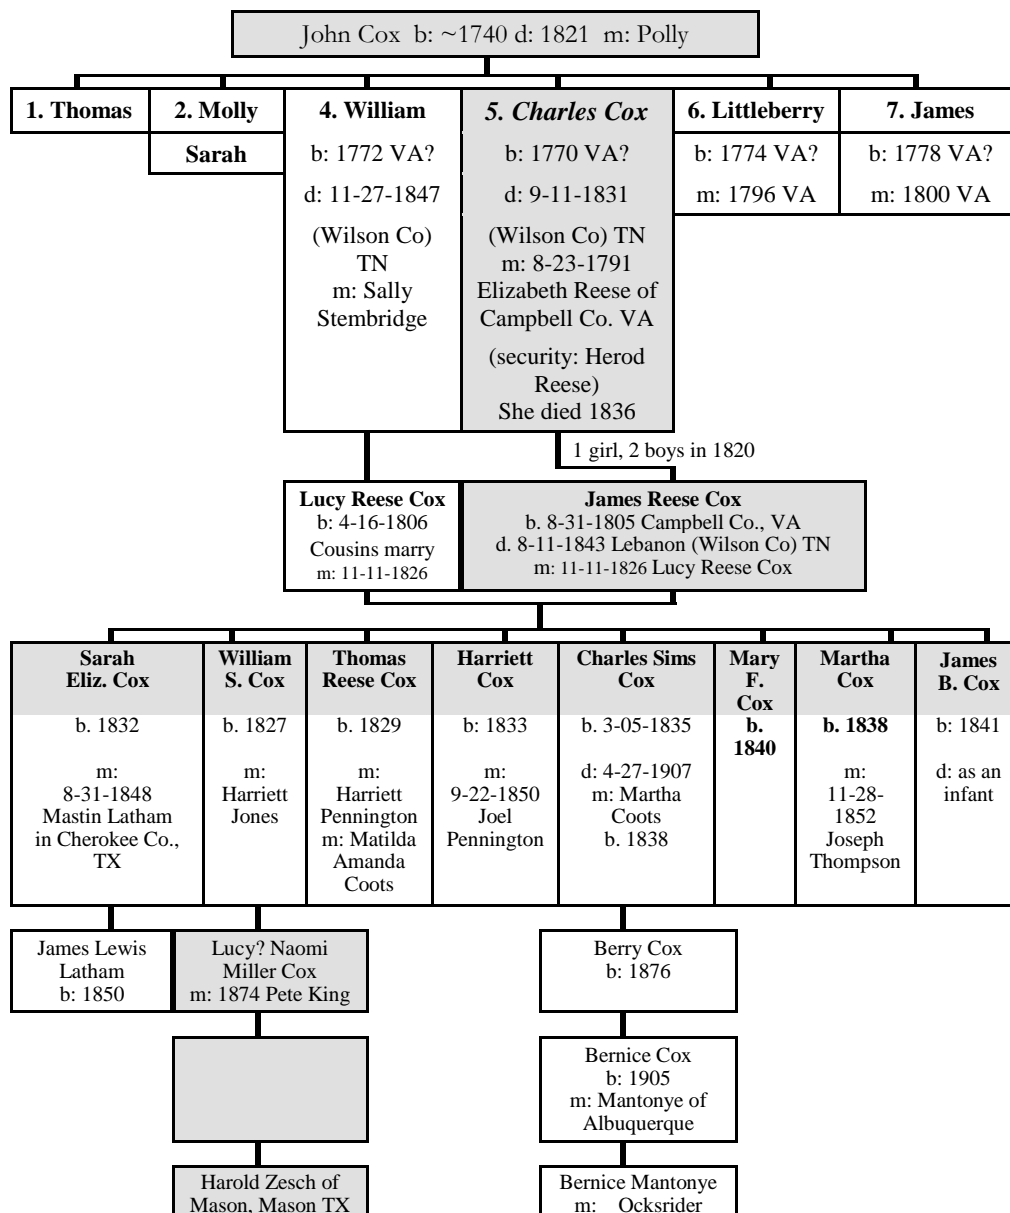 John Cox b: ~1740 d: 1821 m: Polly
1. Thomas
2. Molly
Sarah
4. William
b: 1772 VA?
d: 11-27-1847
(Wilson Co)
TN
m: Sally
Stembridge
5. Charles Cox
b: 1770 VA?
d: 9-11-1831
(Wilson Co) TN
m: 8-23-1791
Elizabeth Reese of
Campbell Co. VA
(security: Herod
Reese)
She died 1836
6. Littleberry
b: 1774 VA?
m: 1796 VA
7. James
b: 1778 VA?
m: 1800 VA
1 girl, 2 boys in 1820
Lucy Reese Cox
b: 4-16-1806
Cousins marry
m: 11-11-1826
James Reese Cox
b. 8-31-1805 Campbell Co., VA
d. 8-11-1843 Lebanon (Wilson Co) TN
m: 11-11-1826 Lucy Reese Cox
Sarah
Eliz. Cox
b. 1832
m:
8-31-1848
Mastin Latham
in Cherokee Co.,
TX
William
S. Cox
b. 1827
m:
Harriett
Jones
Thomas
Reese Cox
b. 1829
m:
Harriett
Pennington
m: Matilda
Amanda
Coots
Harriett
Cox
b: 1833
m:
9-22-1850
Joel
Pennington
Charles Sims
Cox
b. 3-05-1835
d: 4-27-1907
m: Martha
Coots
b. 1838
Mary
F.
Cox
b.
1840
Martha
Cox
b. 1838
m:
11-28-
1852
Joseph
Thompson
James
B. Cox
b: 1841
d: as an
infant
James Lewis
Latham
b: 1850
Lucy? Naomi
Miller Cox
m: 1874 Pete King
Berry Cox
b: 1876
Bernice Cox
b: 1905
m: Mantonye of
Albuquerque
Harold Zesch of
Mason, Mason TX
Bernice Mantonye
m: Ocksrider